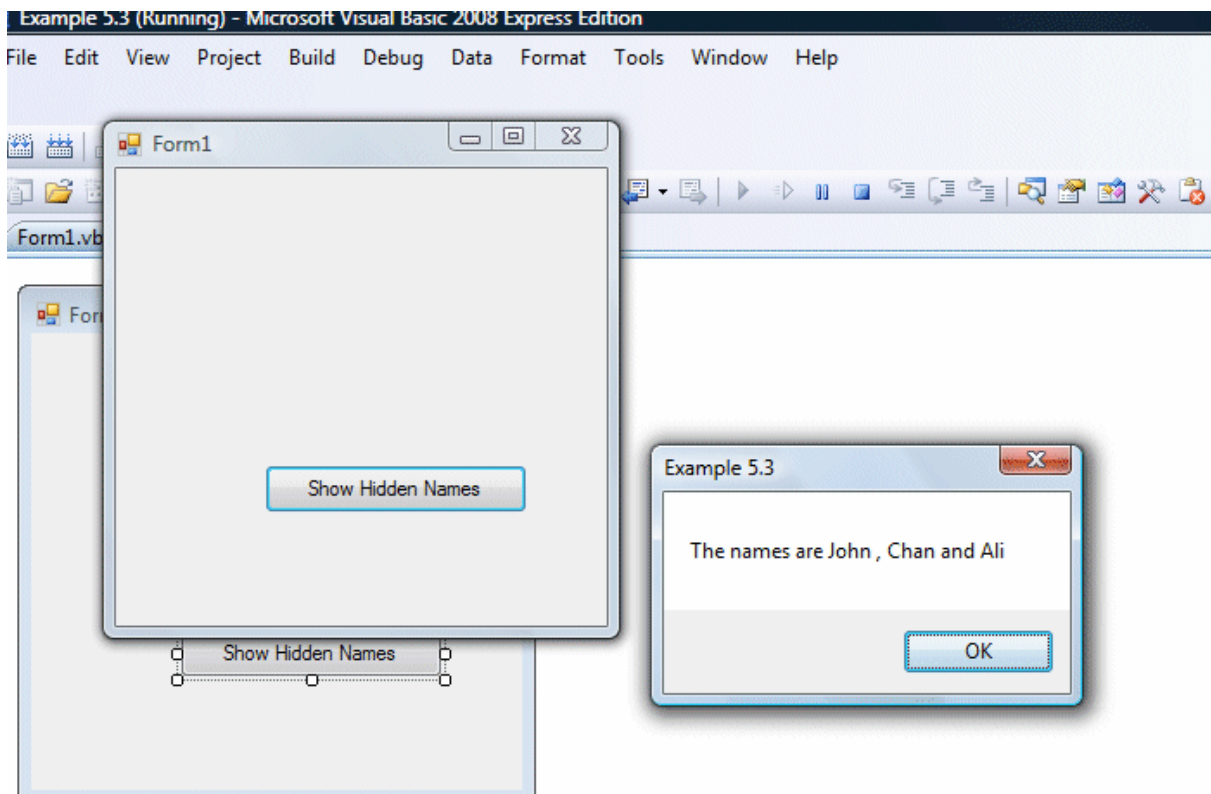 Example 5.3 (Running) - Microsoft Visual Basic 2008 Express Edition
File Edit View Project Build Debug Data Format Tools Window Help
Form1
Form1.vb
Show Hidden Names
Example 5.3
The names are John , Chan and Ali
OK
Show Hidden Names